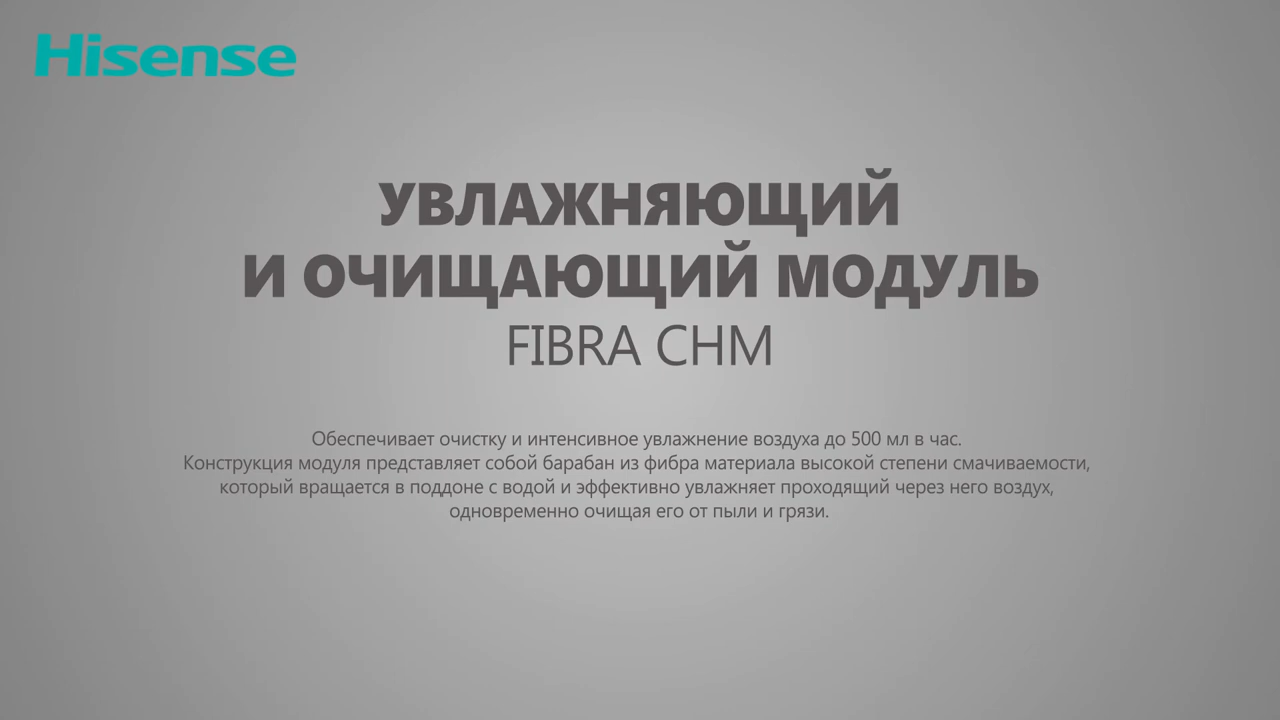 Hisense
УВЛАЖНЯЮЩИЙ
И ОЧИЩАЮЩИЙ МОДУЛЬ
FIBRA CHM
Обеспечивает очистку и интенсивное увлажнение воздуха до 500 мл в час.
Конструкция модуля представляет собой барабан из фибра материала высокой степени смачиваемости,
который вращается в поддоне с водой и эффективно увлажняет проходящий через него воздух,
одновременно очищая его от пыли и грязи.